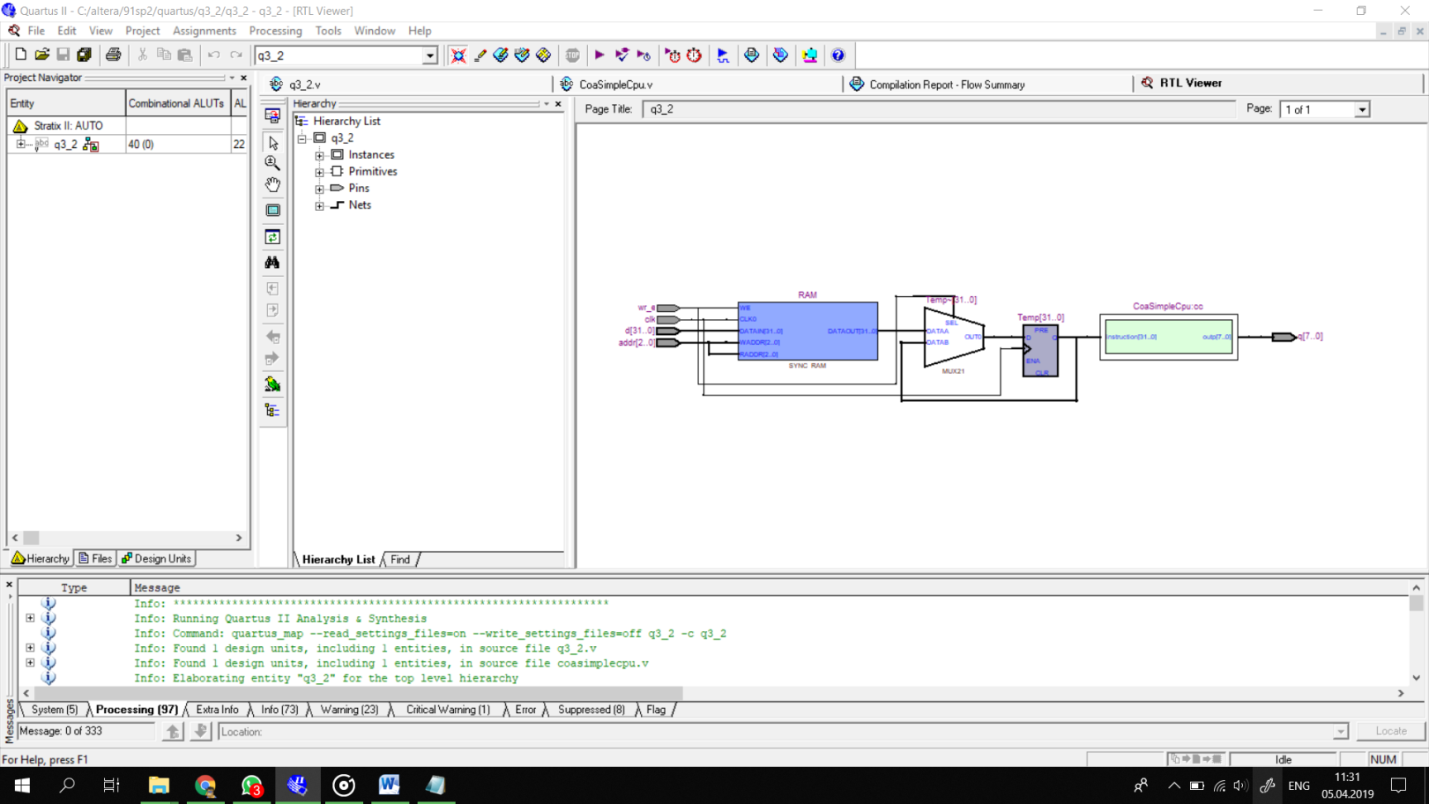 Quartus II - C:/altera/91sp2/quartus/q3_2/q3_2 - q3_2 - [RTL Viewer]
File Edit View Project Assignments Processing Tools Window Help
q3_2
Project Navigator
Entity Combinational ALUTs AL
Stratix II: AUTO
abd q3_2 40 (0) 22
Hierarchy Files Design Units
q3_2.v CoaSimpleCpu.v Compilation Report - Flow Summary RTL Viewer
Hierarchy
Hierarchy List
q3_2
Instances
Primitives
Pins
Nets
Hierarchy List Find
Page Title: q3_2 Page: 1 of 1
RAM
wr_e
clk
d[31..0]
addr[2..0]
WE
CLK0
DATAIN[31..0] DATAOUT[31..0]
WADDR[2..0]
RADDR[2..0]
SYNC RAM
Temp~[31..0]
SEL
DATAA
OUT0
DATAB
MUX21
Temp[31..0]
PRE
D Q
ENA
CLR
CoaSimpleCpu:cc
instruction[31..0] outp[7..0]
q[7..0]
Type Message
Info: *******************************************************************
Info: Running Quartus II Analysis & Synthesis
Info: Command: quartus_map --read_settings_files=on --write_settings_files=off q3_2 -c q3_2
Info: Found 1 design units, including 1 entities, in source file q3_2.v
Info: Found 1 design units, including 1 entities, in source file coasimplecpu.v
Info: Elaborating entity "q3_2" for the top level hierarchy
System (5) Processing (97) Extra Info Info (73) Warning (23) Critical Warning (1) Error Suppressed (8) Flag
Messages
Message: 0 of 333 Location: Locate
For Help, press F1 Idle NUM
3
ENG
11:31
05.04.2019